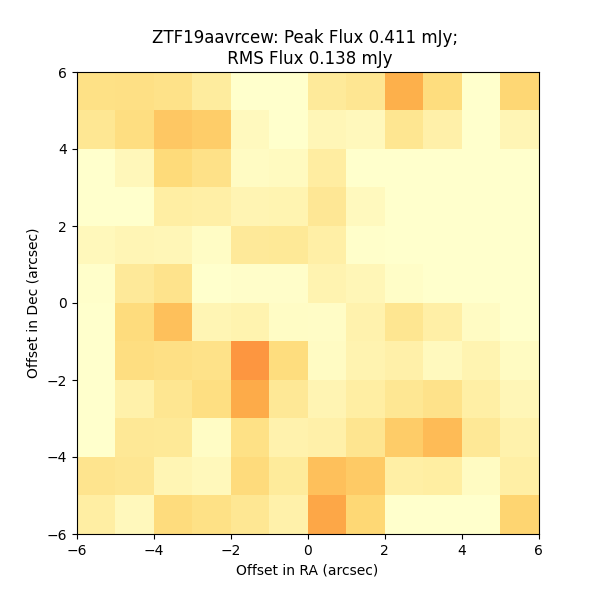 ZTF19aavrcew: Peak Flux 0.411 mJy;
RMS Flux 0.138 mJy
6
4
2
0
−2
−4
−6
Offset in Dec (arcsec)
−6 −4 −2 0 2 4 6
Offset in RA (arcsec)